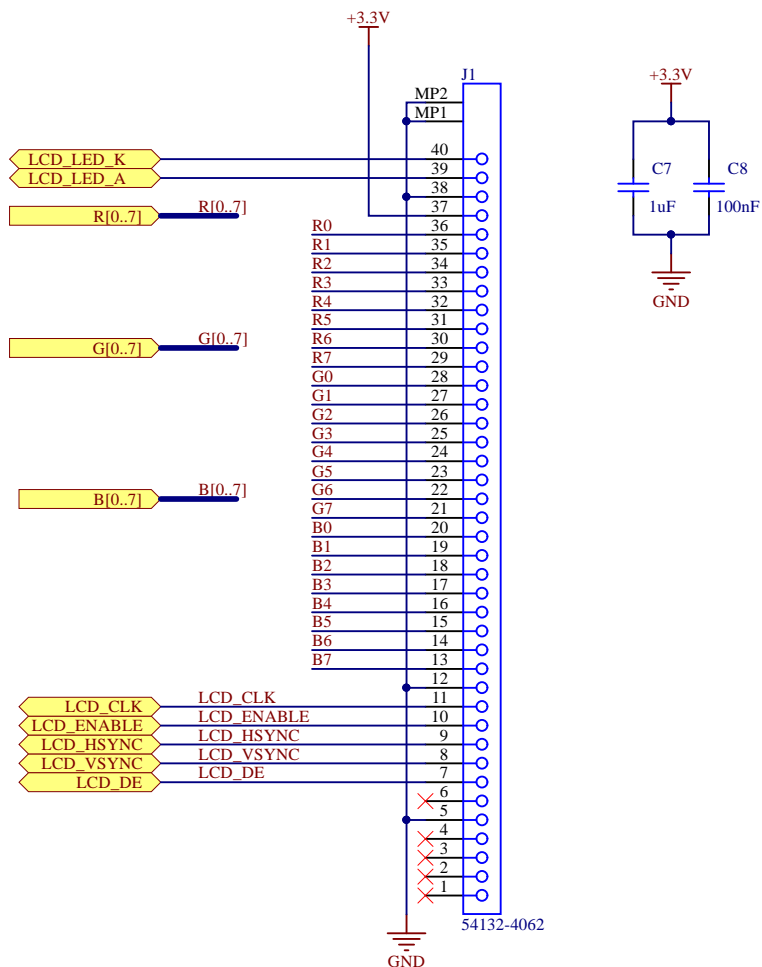 +3.3V
J1
+3.3V
MP2
MP1
LCD_LED_K 40
LCD_LED_A 39
38
C7 C8
1uF 100nF
R[0..7] R[0..7] 37
R0 36
R1 35
R2 34
R3 33
GND
R4 32
R5 31
G[0..7] G[0..7] R6 30
R7 29
G0 28
G1 27
G2 26
G3 25
G4 24
G5 23
B[0..7] B[0..7] G6 22
G7 21
B0 20
B1 19
B2 18
B3 17
B4 16
B5 15
B6 14
B7 13
12
LCD_CLK LCD_CLK 11
LCD_ENABLE LCD_ENABLE 10
LCD_HSYNC LCD_HSYNC 9
LCD_VSYNC LCD_VSYNC 8
LCD_DE LCD_DE 7
6
5
4
3
2
1
54132-4062
GND